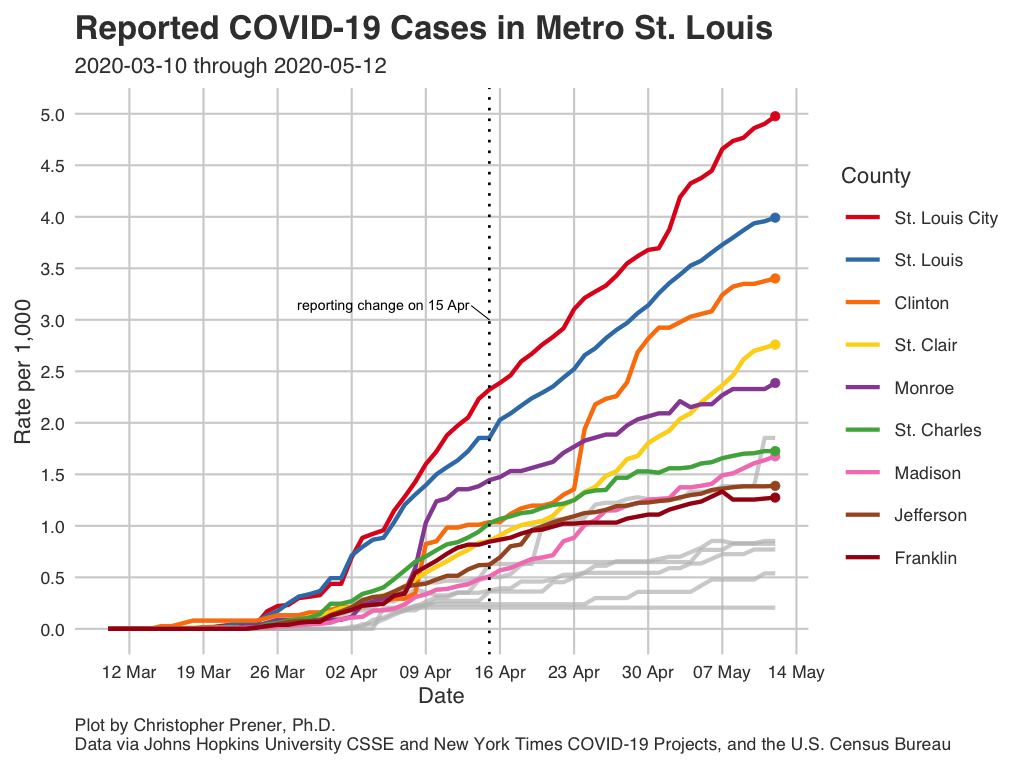 Reported COVID-19 Cases in Metro St. Louis
2020-03-10 through 2020-05-12
5.0
4.5
4.0
3.5
3.0
2.5
2.0
1.5
1.0
0.5
0.0
Rate per 1,000
reporting change on 15 Apr
12 Mar
19 Mar
26 Mar
02 Apr
09 Apr
16 Apr
23 Apr
30 Apr
07 May
14 May
Date
County
St. Louis City
St. Louis
Clinton
St. Clair
Monroe
St. Charles
Madison
Jefferson
Franklin
Plot by Christopher Prener, Ph.D.
Data via Johns Hopkins University CSSE and New York Times COVID-19 Projects, and the U.S. Census Bureau